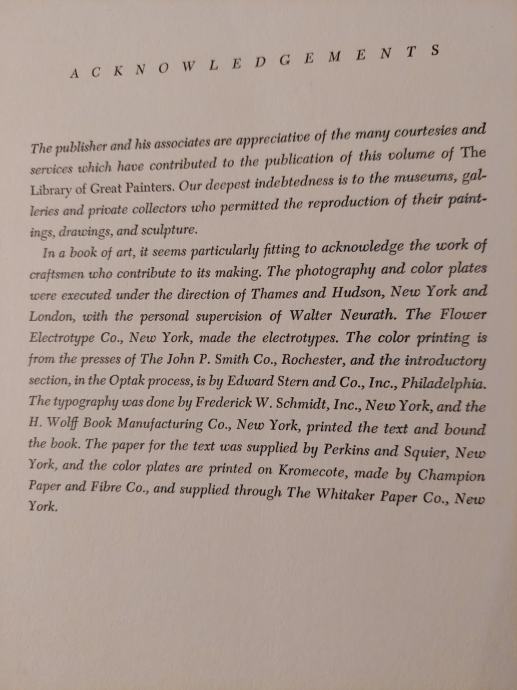 ACKNOWLEDGEMENTS
The publisher and his associates are appreciative of the many courtesies and
services which have contributed to the publication of this volume of The
Library of Great Painters. Our deepest indebtedness is to the museums, gal-
leries and private collectors who permitted the reproduction of their paint-
ings, drawings, and sculpture.
In a book of art, it seems particularly fitting to acknowledge the work of
craftsmen who contribute to its making. The photography and color plates
were executed under the direction of Thames and Hudson, New York and
London, with the personal supervision of Walter Neurath. The Flower
Electrotype Co., New York, made the electrotypes. The color printing is
from the presses of The John P. Smith Co., Rochester, and the introductory
section, in the Optak process, is by Edward Stern and Co., Inc., Philadelphia.
The typography was done by Frederick W. Schmidt, Inc., New York, and the
H. Wolff Book Manufacturing Co., New York, printed the text and bound
the book. The paper for the text was supplied by Perkins and Squier, New
York, and the color plates are printed on Kromecote, made by Champion
Paper and Fibre Co., and supplied through The Whitaker Paper Co., New
York.